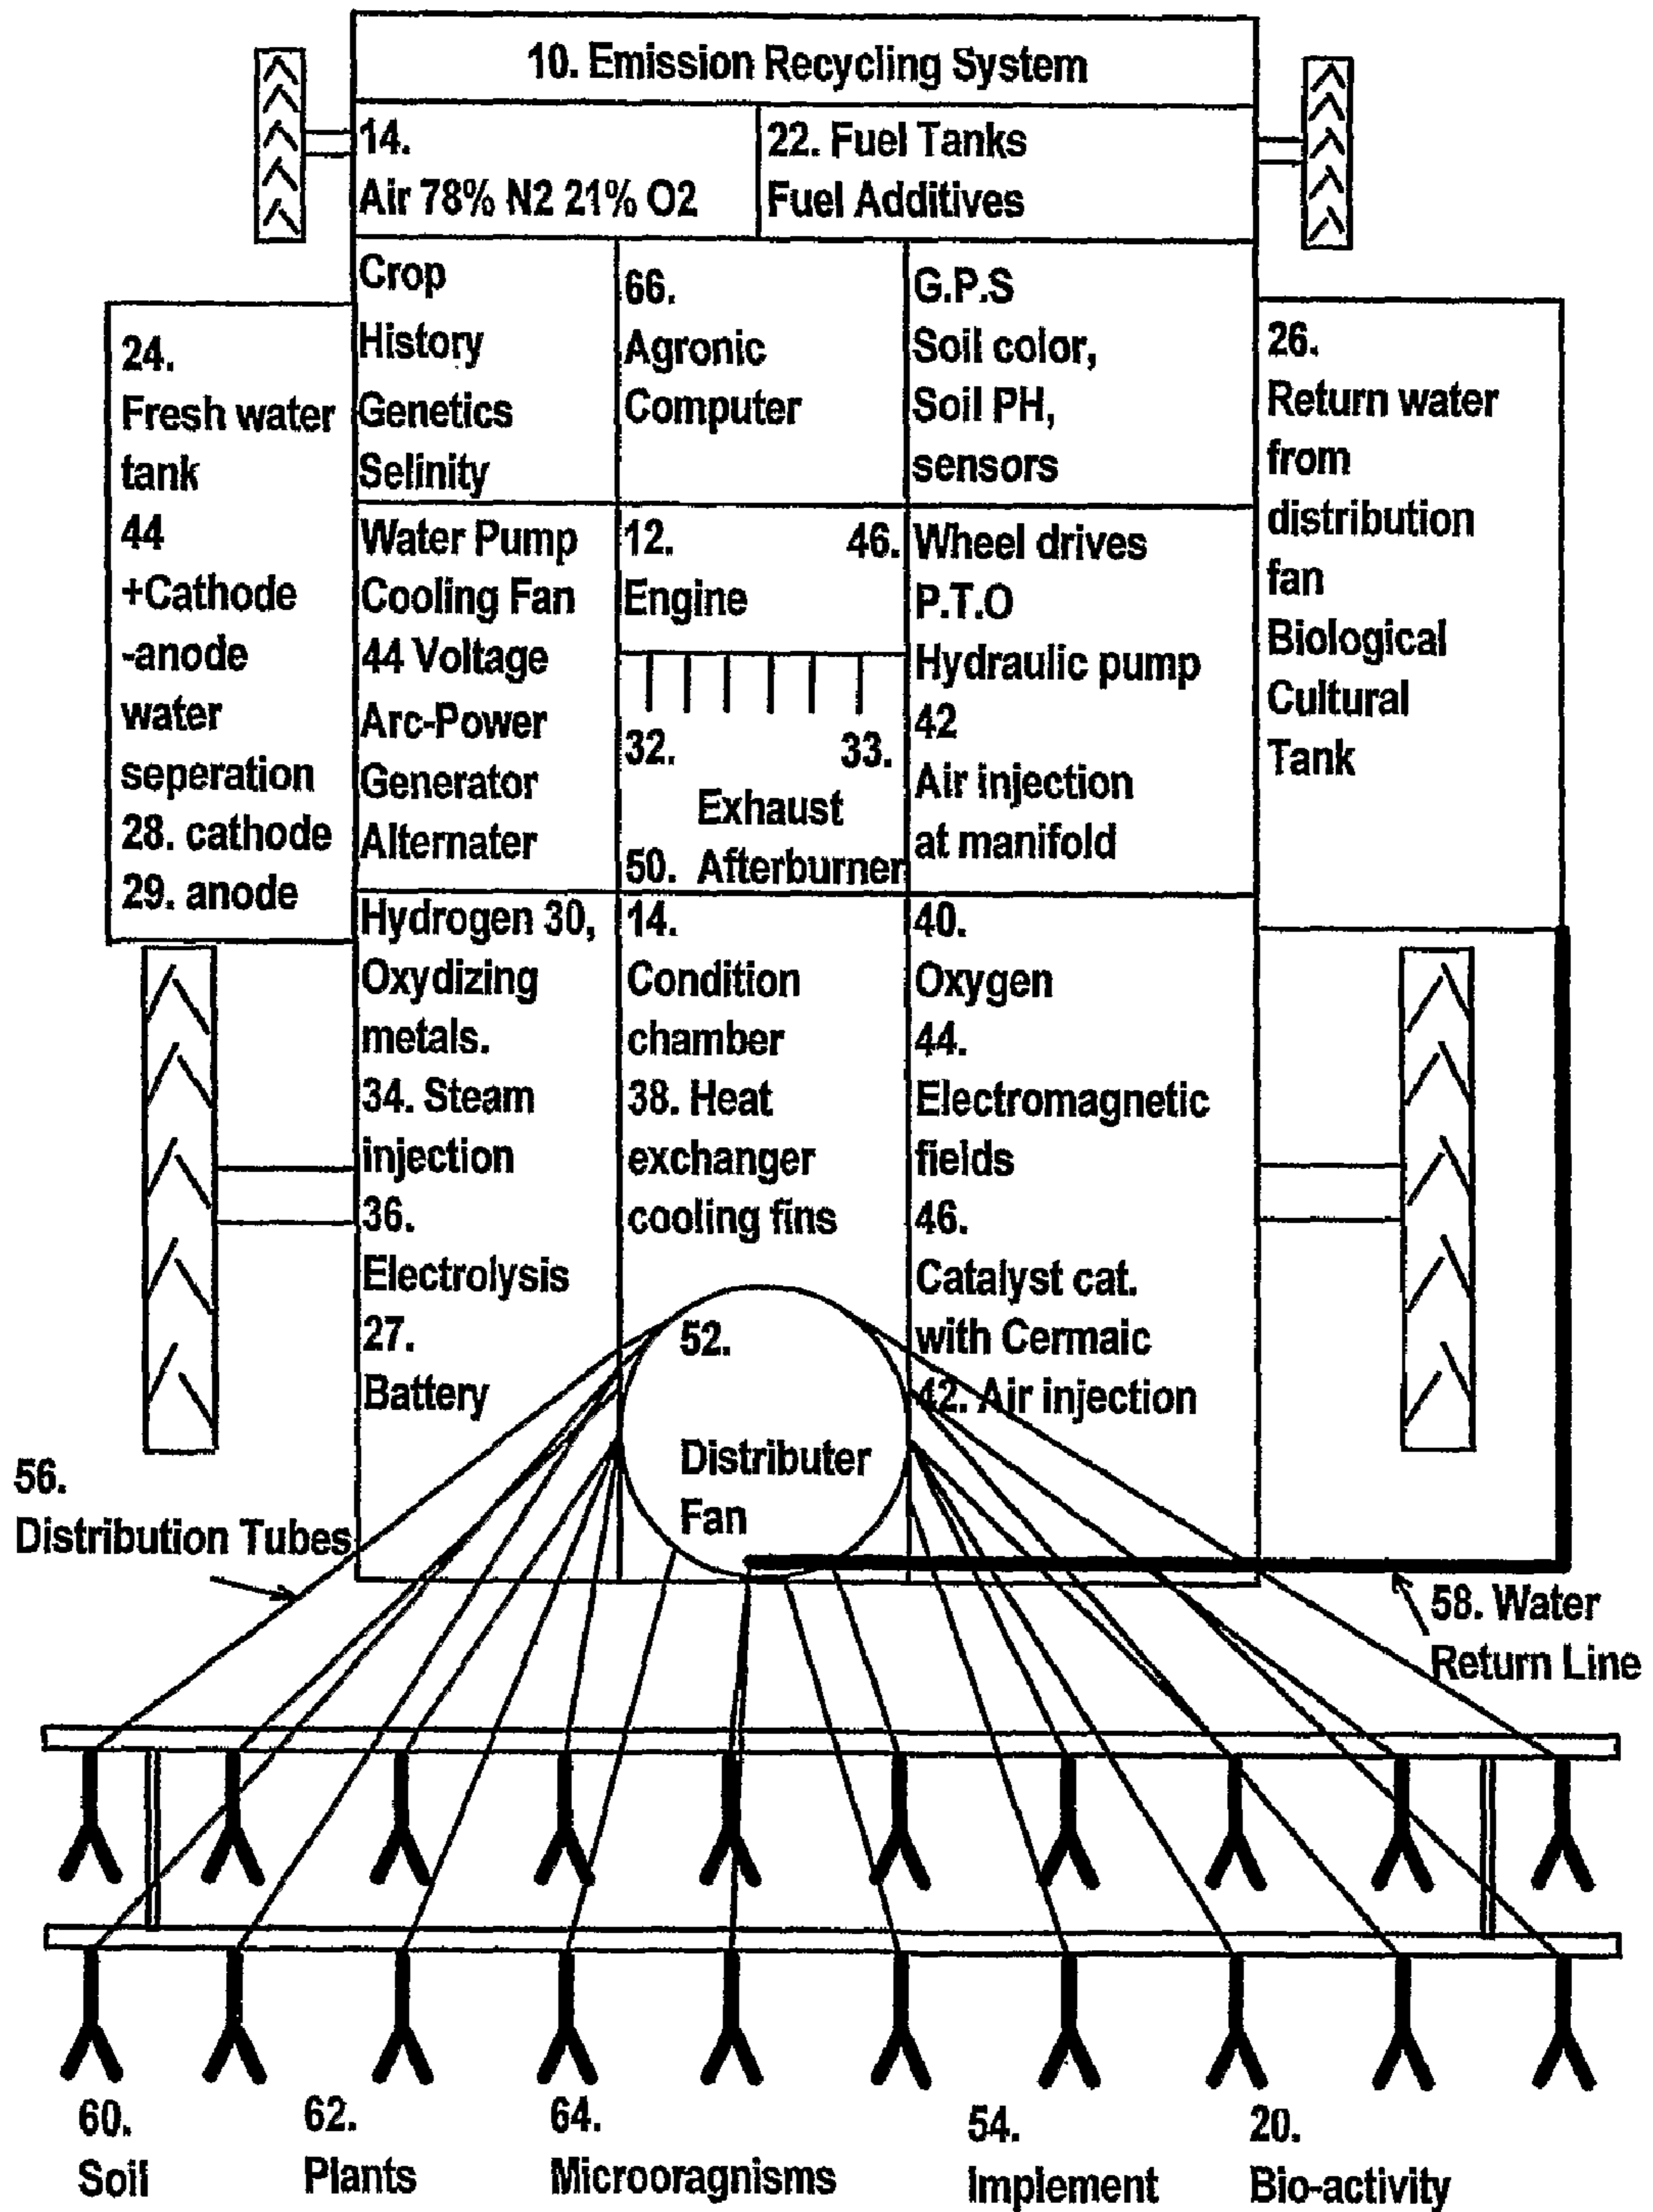 10. Emission Recycling System
14.
Air 78% N2 21% O2
22. Fuel Tanks
Fuel Additives
24.
Fresh water
tank
44
+Cathode
-anode
water
seperation
28. cathode
29. anode
Crop
History
Genetics
Selinity
66.
Agronic
Computer
G.P.S
Soil color,
Soil PH,
sensors
26.
Return water
from
distribution
fan
Biological
Cultural
Tank
Water Pump
Cooling Fan
44 Voltage
Arc-Power
Generator
Alternater
12.
Engine
46.
32.
33.
Exhaust
50. Afterburner
Wheel drives
P.T.O
Hydraulic pump
42
Air injection
at manifold
Hydrogen 30,
Oxydizing
metals.
34. Steam
injection
36.
Electrolysis
27.
Battery
14.
Condition
chamber
38. Heat
exchanger
cooling fins
40.
Oxygen
44.
Electromagnetic
fields
46.
Catalyst cat.
with Cermaic
42. Air injection
52.
Distributer
Fan
56.
Distribution Tubes
58. Water
Return Line
60.
Soil
62.
Plants
64.
Microoragnisms
54.
Implement
20.
Bio-activity